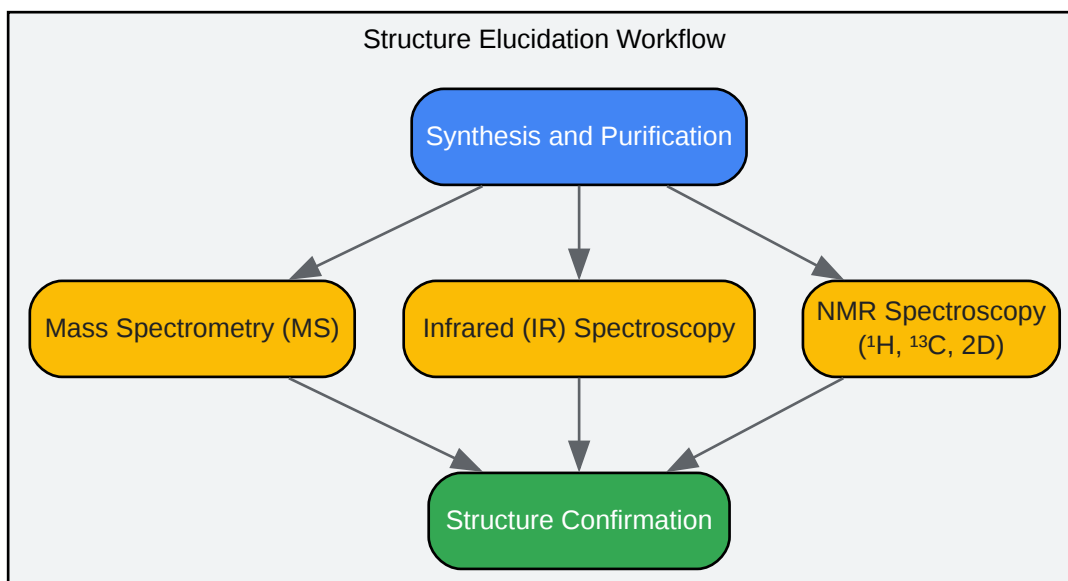 Structure Elucidation Workflow
Synthesis and Purification
Mass Spectrometry (MS)
Infrared (IR) Spectroscopy
NMR Spectroscopy
(¹H, ¹³C, 2D)
Structure Confirmation